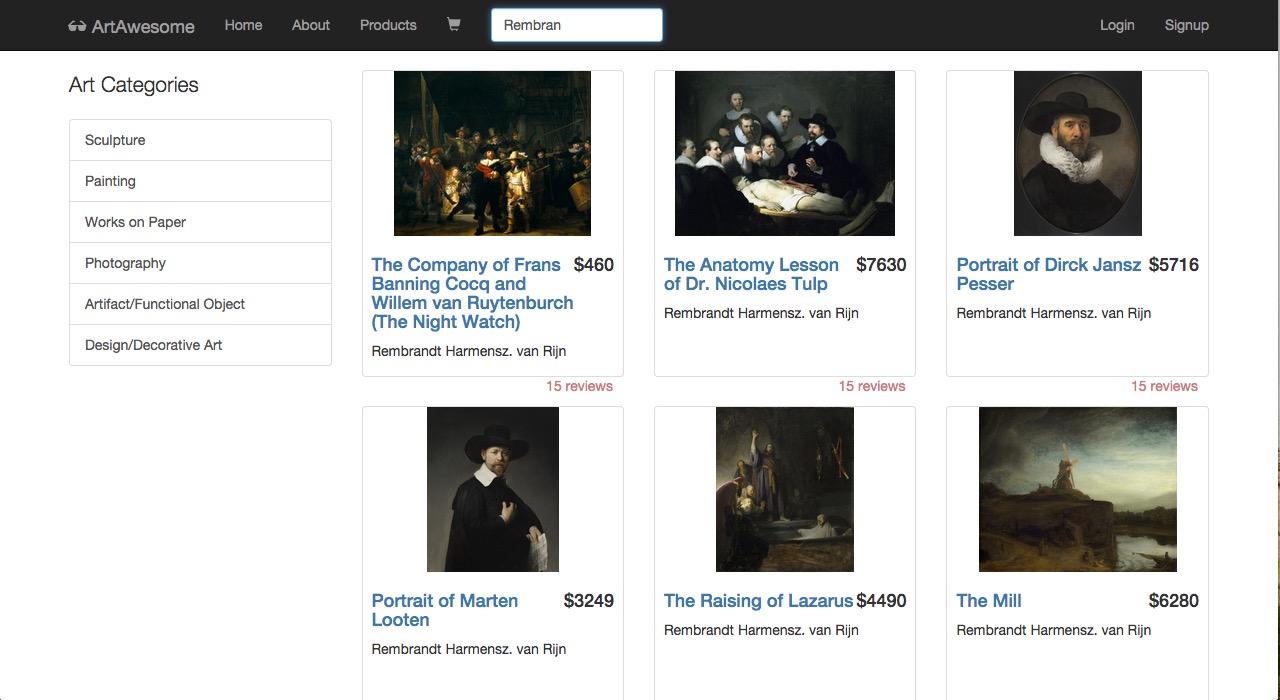 ArtAwesome Home About Products Rembran Login Signup
Art Categories
Sculpture
Painting
Works on Paper
Photography
Artifact/Functional Object
Design/Decorative Art
The Company of Frans $460
Banning Cocq and
Willem van Ruytenburch
(The Night Watch)
Rembrandt Harmensz. van Rijn
15 reviews
The Anatomy Lesson $7630
of Dr. Nicolaes Tulp
Rembrandt Harmensz. van Rijn
15 reviews
Portrait of Dirck Jansz $5716
Pesser
Rembrandt Harmensz. van Rijn
15 reviews
Portrait of Marten $3249
Looten
Rembrandt Harmensz. van Rijn
The Raising of Lazarus $4490
Rembrandt Harmensz. van Rijn
The Mill $6280
Rembrandt Harmensz. van Rijn